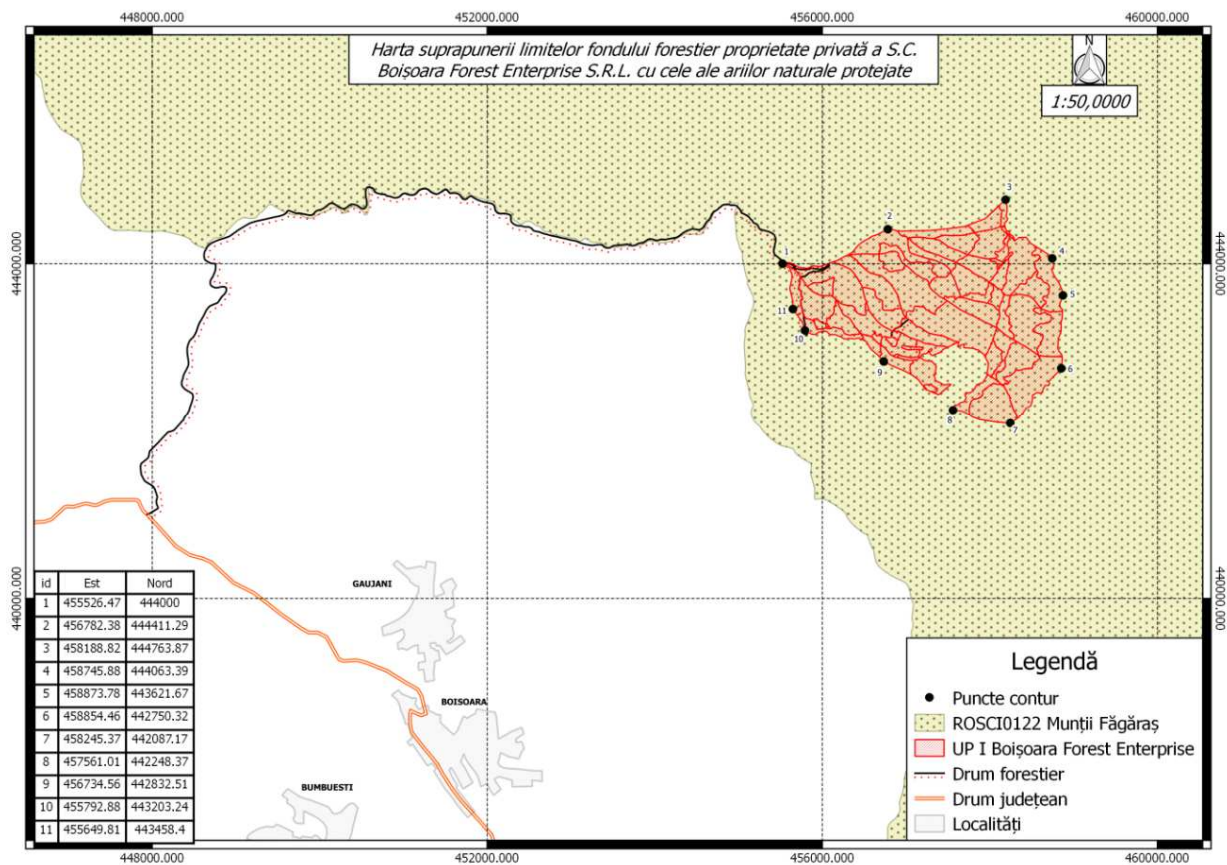 448000.000 452000.000 456000.000 460000.000
Harta suprapunerii limitelor fondului forestier proprietate privată a S.C.
Boișoara Forest Enterprise S.R.L. cu cele ale ariilor naturale protejate
N
1:50,0000
3
2
4
444000.000
1
444000.000
5
11
10
9
6
8
7
GAUJANI
440000.000
440000.000
BOISOARA
BUMBUESTI
id Est Nord
1 455526.47 444000
2 456782.38 444411.29
3 458188.82 444763.87
4 458745.88 444063.39
5 458873.78 443621.67
6 458854.46 442750.32
7 458245.37 442087.17
8 457561.01 442248.37
9 456734.56 442832.51
10 455792.88 443203.24
11 455649.81 443458.4
Legendă
Puncte contur
ROSCI0122 Munții Făgăraș
UP I Boișoara Forest Enterprise
Drum forestier
Drum județean
Localități
448000.000 452000.000 456000.000 460000.000